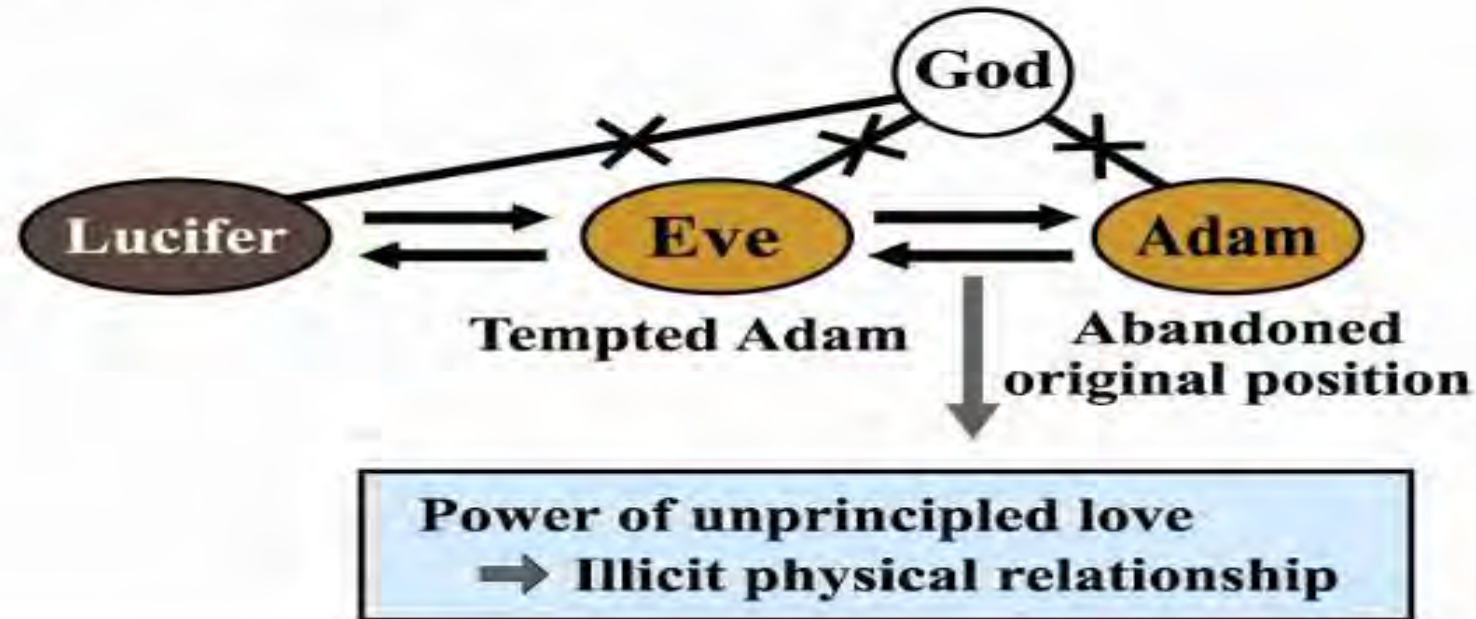 God
Lucifer
Eve
Adam
Tempted Adam
Abandoned
original position
Power of unprincipled love
Illicit physical relationship